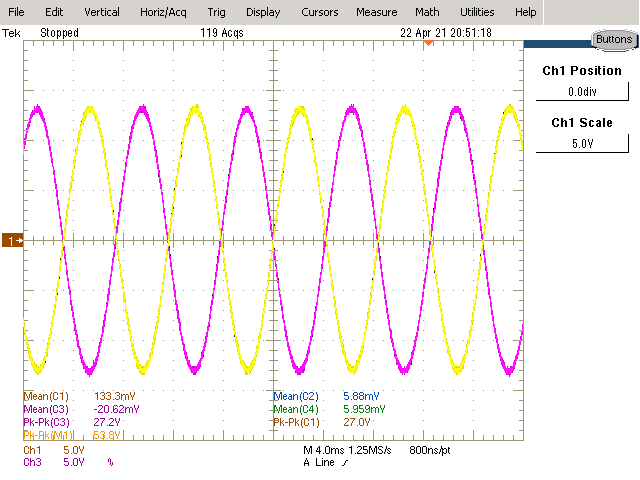 File Edit Vertical Horiz/Acq Trig Display Cursors Measure Math Utilities Help
Tek Stopped 119 Acqs 22 Apr 21 20:51:18
Buttons
Ch1 Position
0.0div
Ch1 Scale
5.0V
1
Mean(C1) 133.3mV Mean(C2) 5.88mV
Mean(C3) -20.62mV Mean(C4) 5.959mV
Pk-Pk(C3) 27.2V Pk-Pk(C1) 27.0V
Pk-Pk(M1) 53.8V
Ch1 5.0V M 4.0ms 1.25MS/s 800ns/pt
Ch3 5.0V % A Line